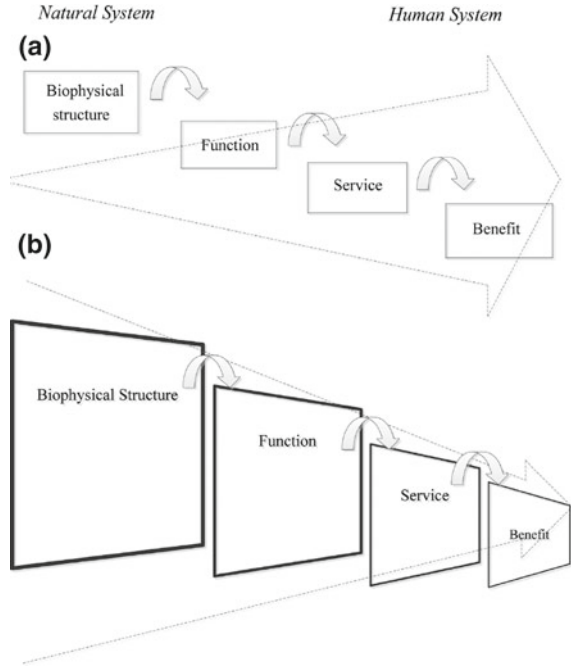 Natural System
Human System
(a)
Biophysical
structure
Function
Service
Benefit
(b)
Biophysical Structure
Function
Service
Benefit